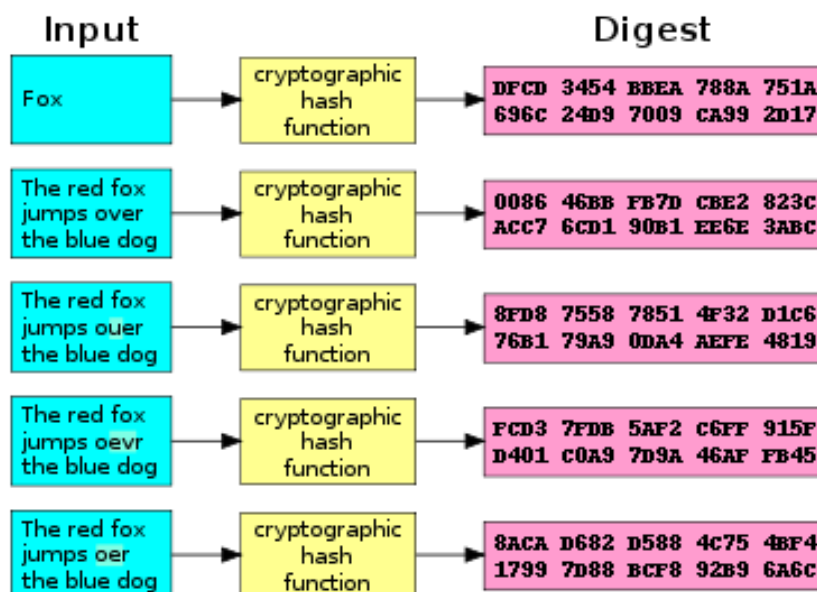 Input
Digest
Fox
cryptographic
hash
function
DFCD 3454 BBEA 788A 751A
696C 24D9 7009 CA99 2D17
The red fox
jumps over
the blue dog
cryptographic
hash
function
0086 46BB FB7D CBE2 823C
ACC7 6CD1 90B1 EE6E 3ABC
The red fox
jumps ouer
the blue dog
cryptographic
hash
function
8FD8 7558 7851 4F32 D1C6
76B1 79A9 0DA4 AEFE 4819
The red fox
jumps oevr
the blue dog
cryptographic
hash
function
FCD3 7FDB 5AF2 C6FF 915F
D401 C0A9 7D9A 46AF FB45
The red fox
jumps oer
the blue dog
cryptographic
hash
function
8ACA D682 D588 4C75 4BF4
1799 7D88 BCF8 92B9 6A6C